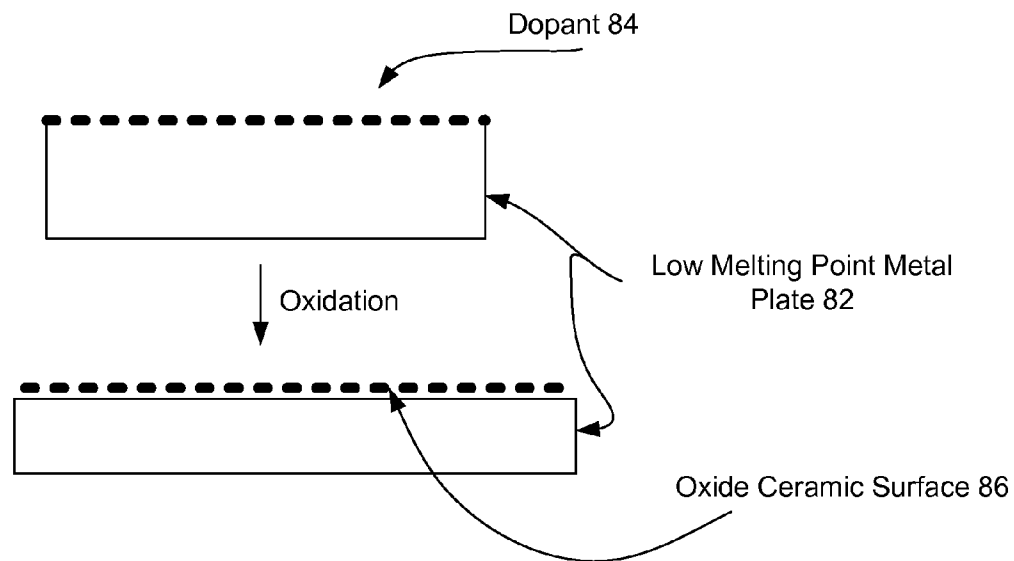 Dopant 84
Low Melting Point Metal
Plate 82
Oxidation
Oxide Ceramic Surface 86